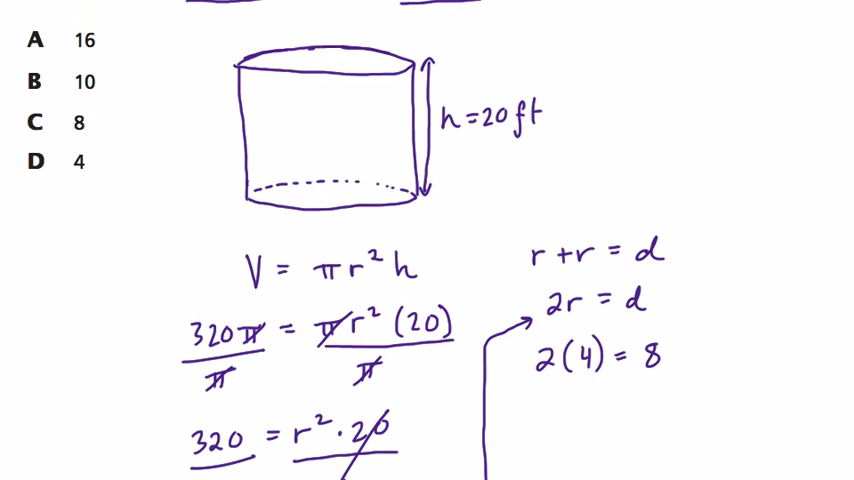 A 16
B 10
C 8
D 4
h = 20 ft
V = πr²h
320π = πr² (20)
π π
320 = r² · 20
r + r = d
2r = d
2(4) = 8